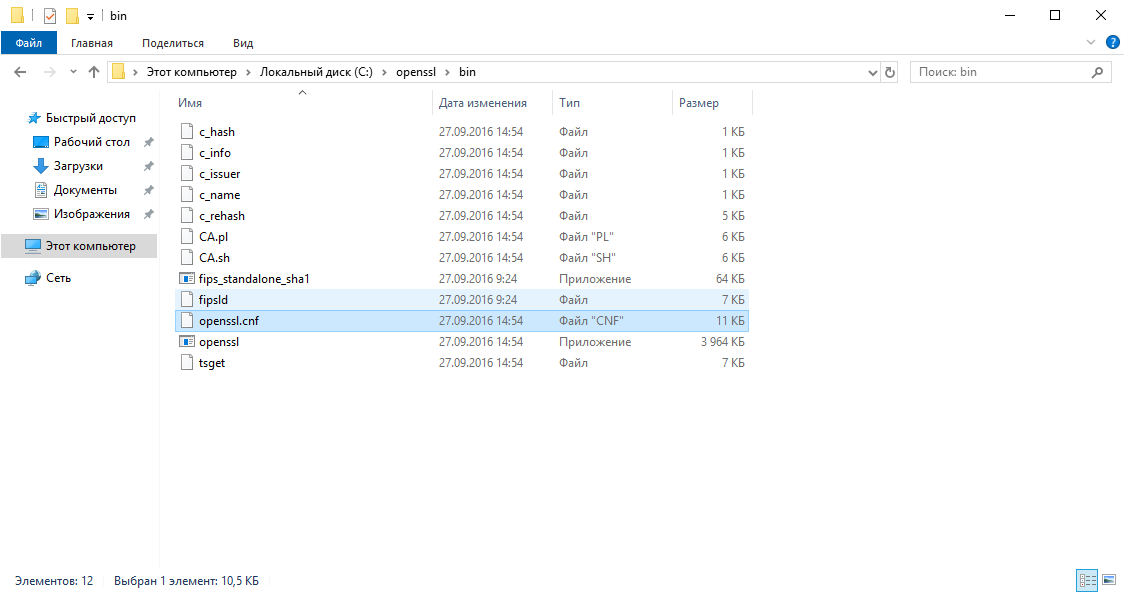 bin
Файл Главная Поделиться Вид
Этот компьютер Локальный диск (C:) openssl bin Поиск: bin
Имя Дата изменения Тип Размер
Быстрый доступ
Рабочий стол
Загрузки
Документы
Изображения
Этот компьютер
Сеть
c_hash 27.09.2016 14:54 Файл 1 КБ
c_info 27.09.2016 14:54 Файл 1 КБ
c_issuer 27.09.2016 14:54 Файл 1 КБ
c_name 27.09.2016 14:54 Файл 1 КБ
c_rehash 27.09.2016 14:54 Файл 5 КБ
CA.pl 27.09.2016 14:54 Файл "PL" 6 КБ
CA.sh 27.09.2016 14:54 Файл "SH" 6 КБ
fips_standalone_sha1 27.09.2016 9:24 Приложение 64 КБ
fipsld 27.09.2016 9:24 Файл 7 КБ
openssl.cnf 27.09.2016 14:54 Файл "CNF" 11 КБ
openssl 27.09.2016 14:54 Приложение 3 964 КБ
tsget 27.09.2016 14:54 Файл 7 КБ
Элементов: 12 Выбран 1 элемент: 10,5 КБ